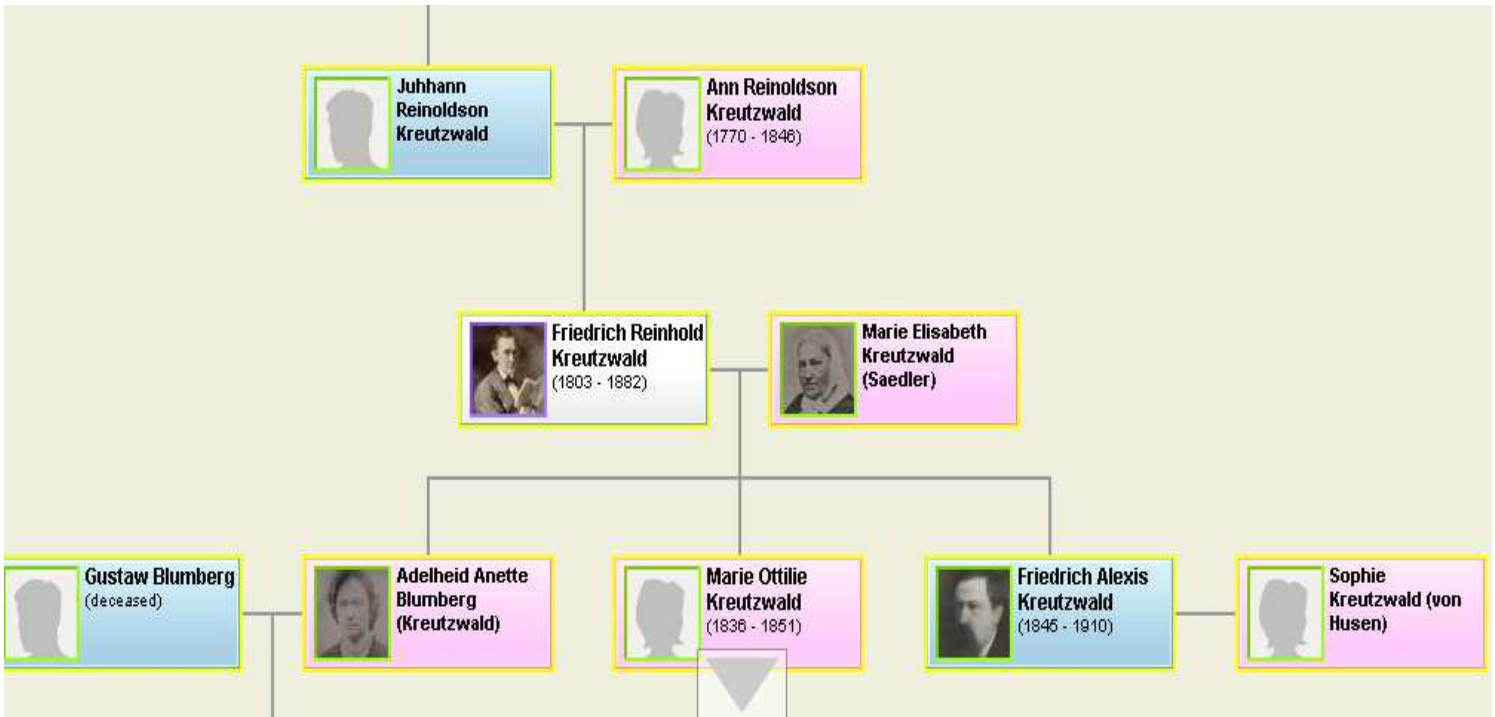 Juhhann
Reinoldson
Kreutzwald
Ann Reinoldson
Kreutzwald
(1770 - 1846)
Friedrich Reinhold
Kreutzwald
(1803 - 1882)
Marie Elisabeth
Kreutzwald
(Saedler)
Gustaw Blumberg
(deceased)
Adelheid Anette
Blumberg
(Kreutzwald)
Marie Ottilie
Kreutzwald
(1836 - 1851)
Friedrich Alexis
Kreutzwald
(1845 - 1910)
Sophie
Kreutzwald (von
Husen)